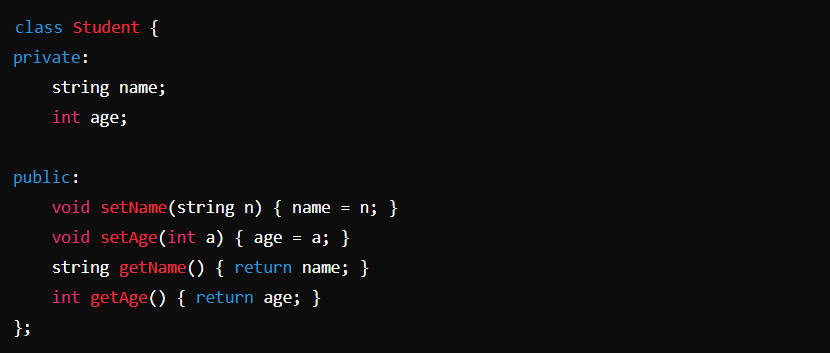 class Student {
private:
    string name;
    int age;

public:
    void setName(string n) { name = n; }
    void setAge(int a) { age = a; }
    string getName() { return name; }
    int getAge() { return age; }
};